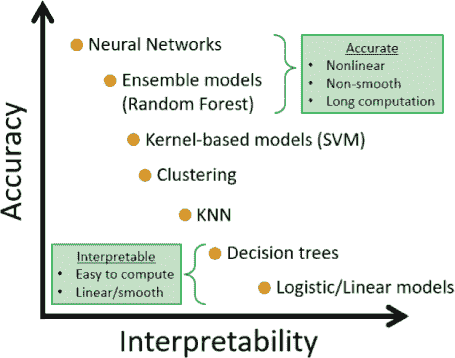 Neural Networks
Ensemble models
(Random Forest)
Accurate
• Nonlinear
• Non-smooth
• Long computation
Kernel-based models (SVM)
Clustering
KNN
Interpretable
• Easy to compute
• Linear/smooth
Decision trees
Logistic/Linear models
Accuracy
Interpretability